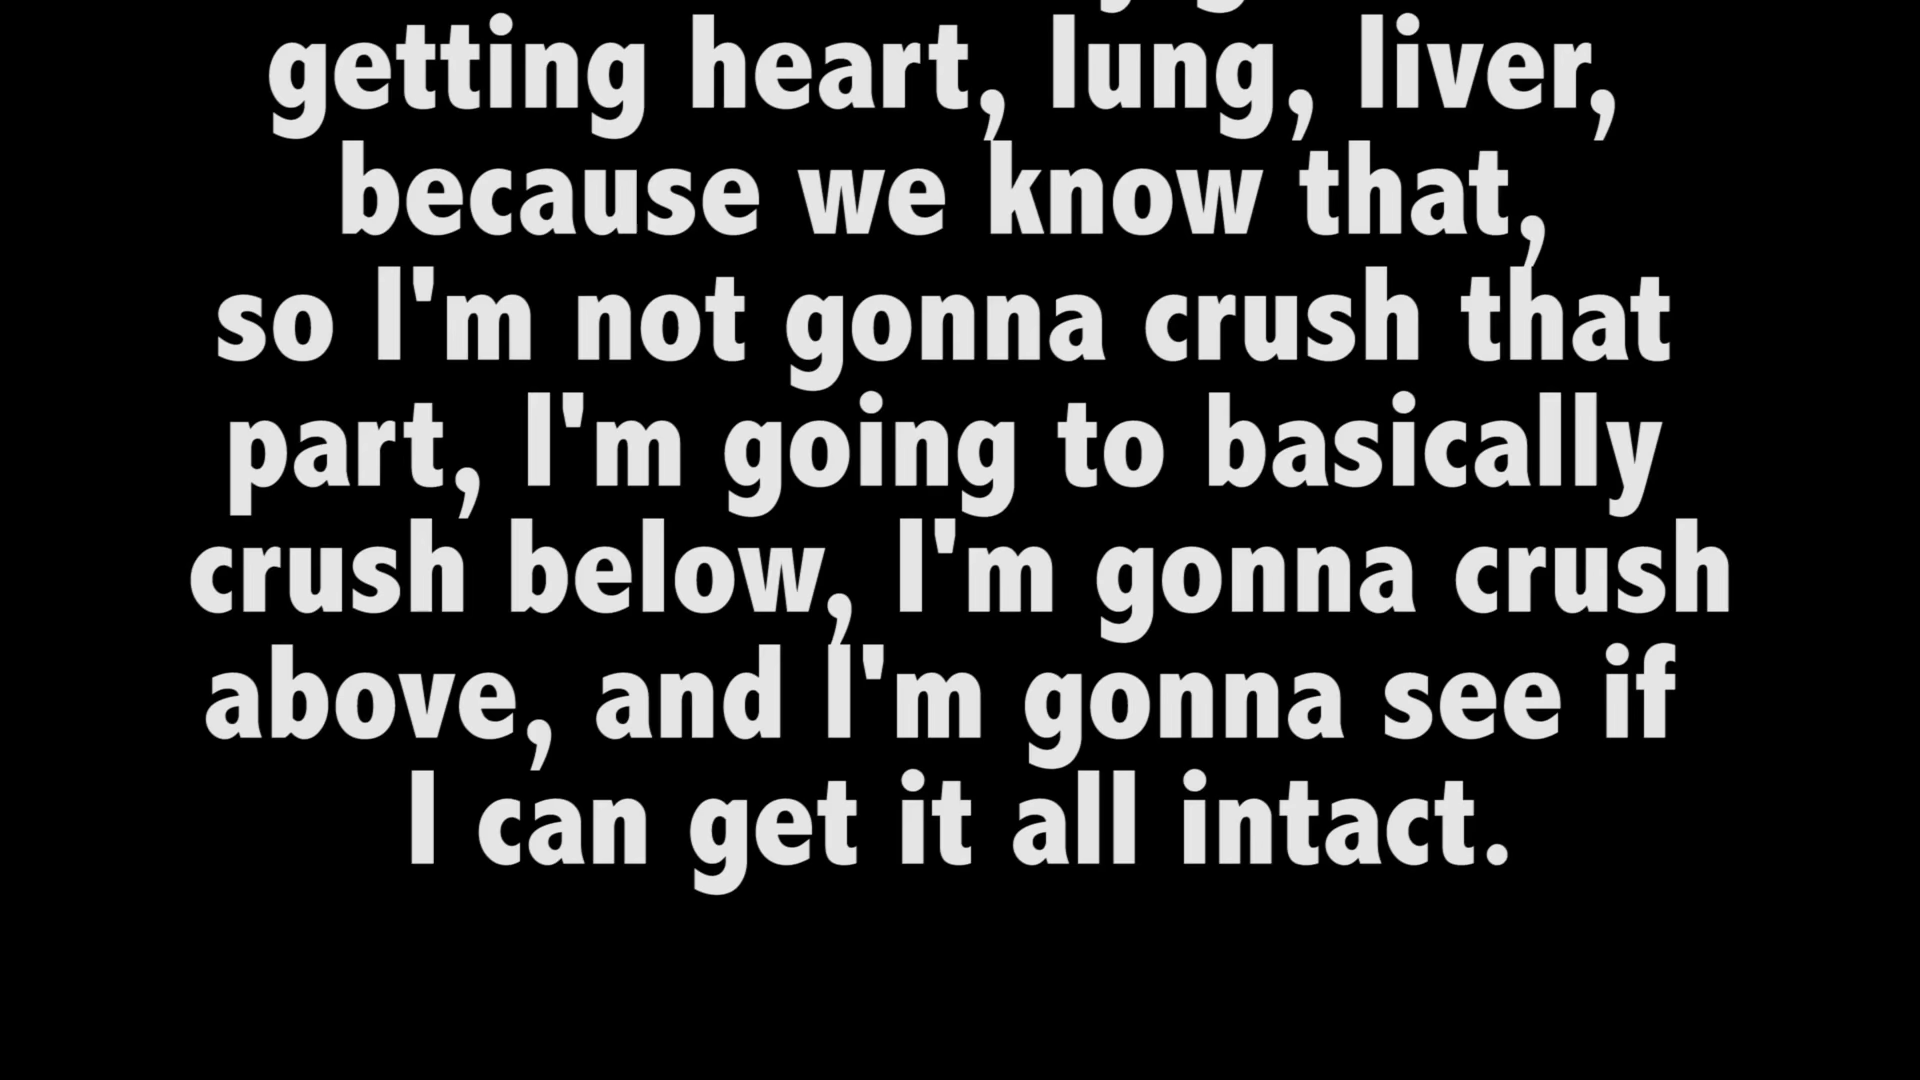 getting heart, lung, liver,
because we know that,
so I'm not gonna crush that
part, I'm going to basically
crush below, I'm gonna crush
above, and I'm gonna see if
I can get it all intact.